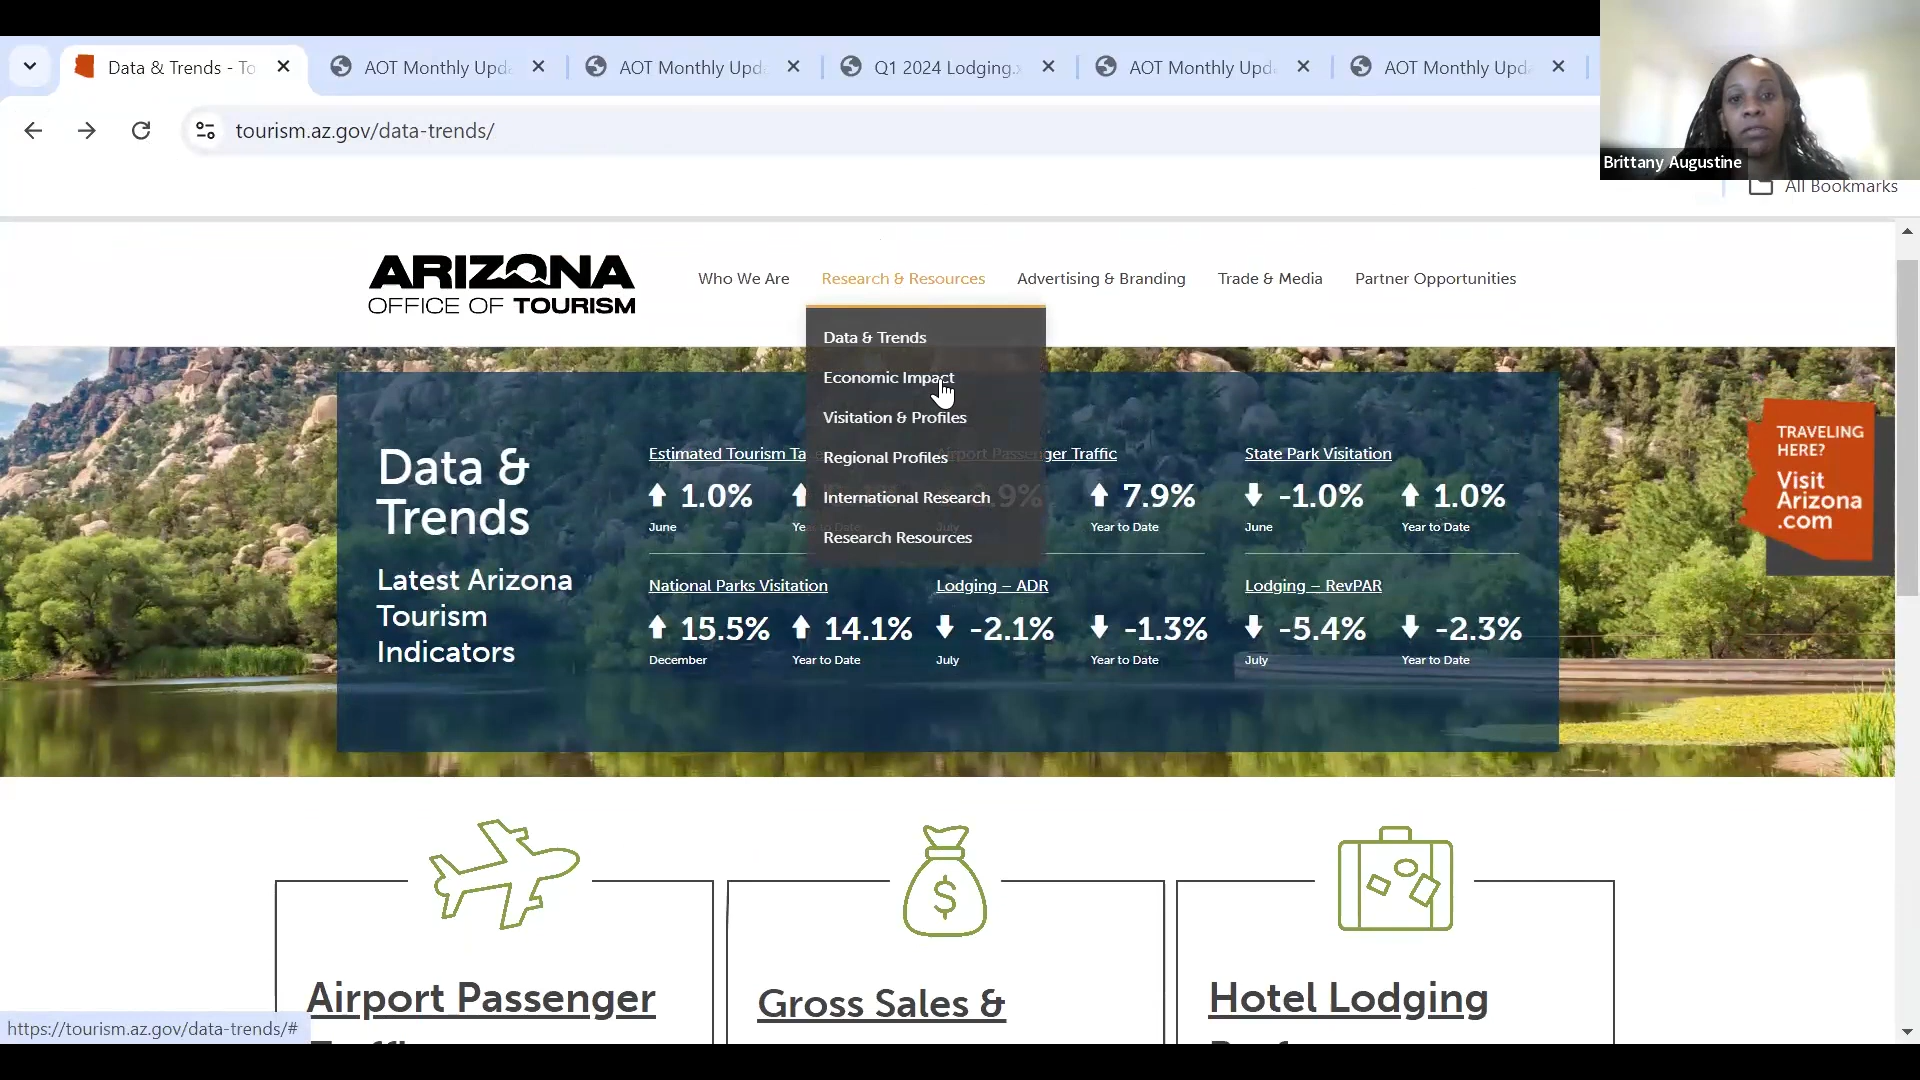 Data & Trends - To
AOT Monthly Upda
AOT Monthly Upda
Q1 2024 Lodging.x
AOT Monthly Upda
AOT Monthly Upda
tourism.az.gov/data-trends/
Brittany Augustine
All Bookmarks
ARIZONA
OFFICE OF TOURISM
Who We Are
Research & Resources
Advertising & Branding
Trade & Media
Partner Opportunities
Data & Trends
Economic Impact
Visitation & Profiles
Regional Profiles
International Research
Research Resources
Data &
Trends
Latest Arizona
Tourism
Indicators
Estimated Tourism Ta
1.0%
June
Airport Passenger Traffic
7.9%
Year to Date
State Park Visitation
-1.0% 1.0%
June Year to Date
National Parks Visitation
15.5% 14.1%
December Year to Date
Lodging – ADR
-2.1% -1.3%
July Year to Date
Lodging – RevPAR
-5.4% -2.3%
July Year to Date
TRAVELING
HERE?
Visit
Arizona
.com
Airport Passenger
Gross Sales &
$
Hotel Lodging
https://tourism.az.gov/data-trends/#